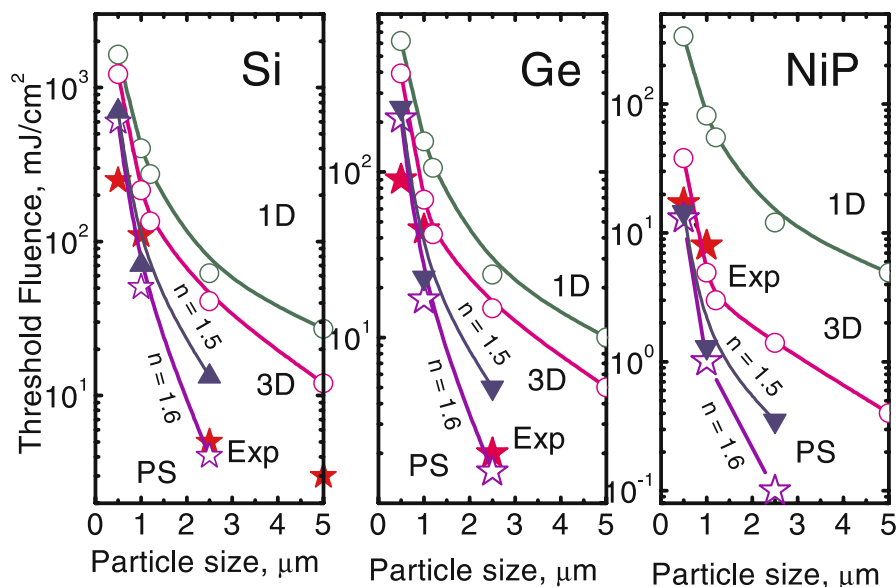 Si
Ge
NiP
Threshold Fluence, mJ/cm²
10³
10²
10¹
1D
3D
n = 1.5
n = 1.6
Exp
PS
0 1 2 3 4 5
Particle size, μm
10²
10¹
1D
3D
n = 1.5
n = 1.6
Exp
PS
0 1 2 3 4 5
Particle size, μm
10²
10¹
10⁰
10⁻¹
1D
Exp
3D
n = 1.5
n = 1.6
PS
0 1 2 3 4 5
Particle size, μm